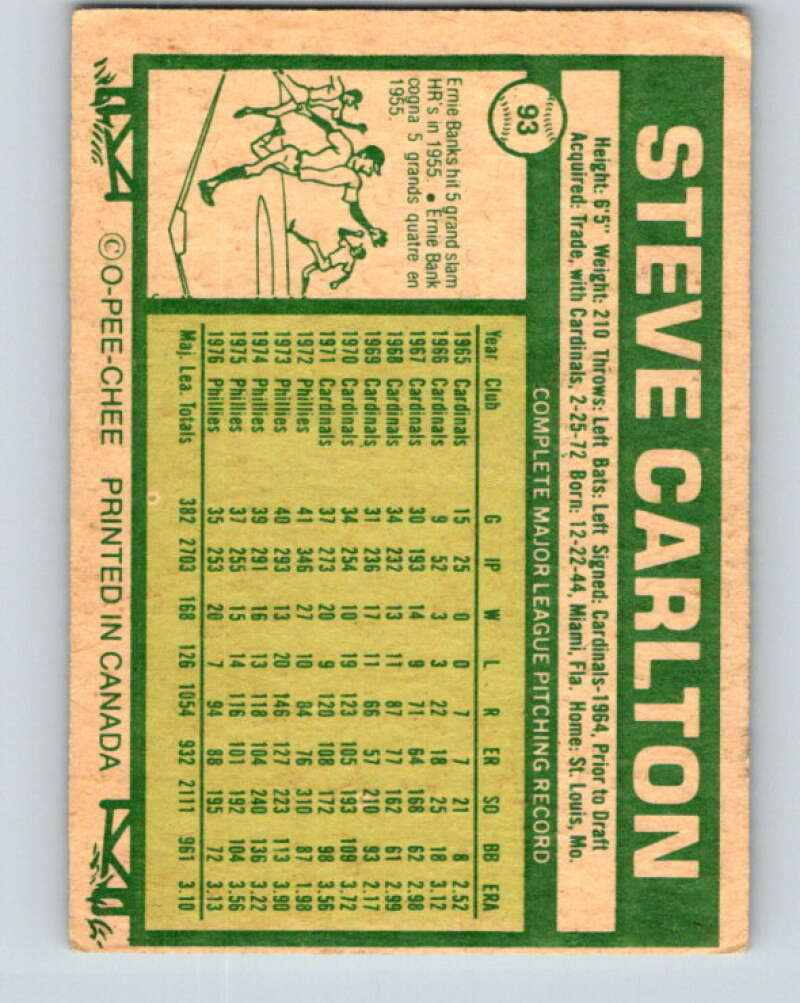 STEVE CARLTON
Height: 6'5" Weight: 210 Throws: Left Bats: Left Signed: Cardinals-1964, Prior to Draft
Acquired: Trade, with Cardinals, 2-25-72 Born: 12-22-44, Miami, Fla. Home: St. Louis, Mo.
93
COMPLETE MAJOR LEAGUE PITCHING RECORD
Ernie Banks hit 5 grand slam
HR's in 1955. • Ernie Bank
cogna 5 grands quatre en
1955.
Year Club G IP W L R ER SO BB ERA
1965 Cardinals 15 25 0 0 7 7 21 8 2.52
1966 Cardinals 9 52 3 3 22 18 25 18 3.12
1967 Cardinals 30 193 14 9 71 64 168 62 2.98
1968 Cardinals 34 232 13 11 87 77 162 61 2.99
1969 Cardinals 31 236 17 11 66 57 210 93 2.17
1970 Cardinals 34 254 10 19 123 105 193 109 3.72
1971 Cardinals 37 273 20 9 120 108 172 98 3.56
1972 Phillies 41 346 27 10 84 76 310 87 1.98
1973 Phillies 40 293 13 20 146 127 223 113 3.90
1974 Phillies 39 291 16 13 118 104 240 136 3.22
1975 Phillies 37 255 15 14 116 101 192 104 3.56
1976 Phillies 35 253 20 7 94 88 195 72 3.13
Maj. Lea. Totals 382 2703 168 126 1054 932 2111 961 3.10
©O-PEE-CHEE PRINTED IN CANADA